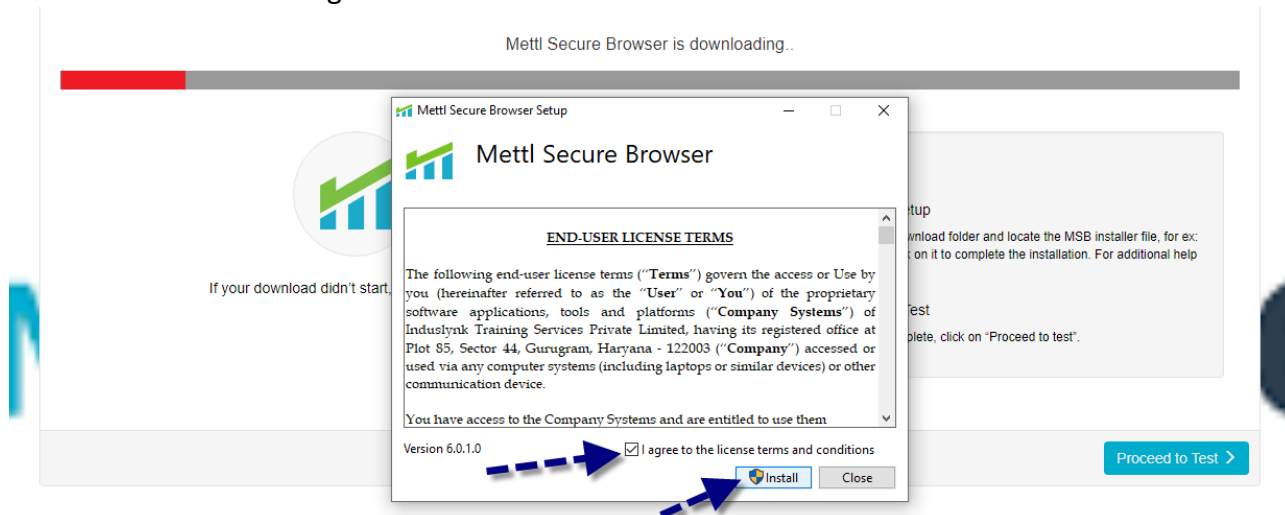 Mettl Secure Browser is downloading..
Mettl Secure Browser Setup
Mettl Secure Browser
END-USER LICENSE TERMS
The following end-user license terms (“Terms”) govern the access or Use by
you (hereinafter referred to as the “User” or “You”) of the proprietary
software applications, tools and platforms (“Company Systems”) of
Induslynk Training Services Private Limited, having its registered office at
Plot 85, Sector 44, Gurugram, Haryana - 122003 (“Company”) accessed or
used via any computer systems (including laptops or similar devices) or other
communication device.
You have access to the Company Systems and are entitled to use them
Version 6.0.1.0
I agree to the license terms and conditions
Install
Close
If your download didn't start,
folder and locate the MSB installer file, for ex:
on it to complete the installation. For additional help
click on “Proceed to test”.
Proceed to Test